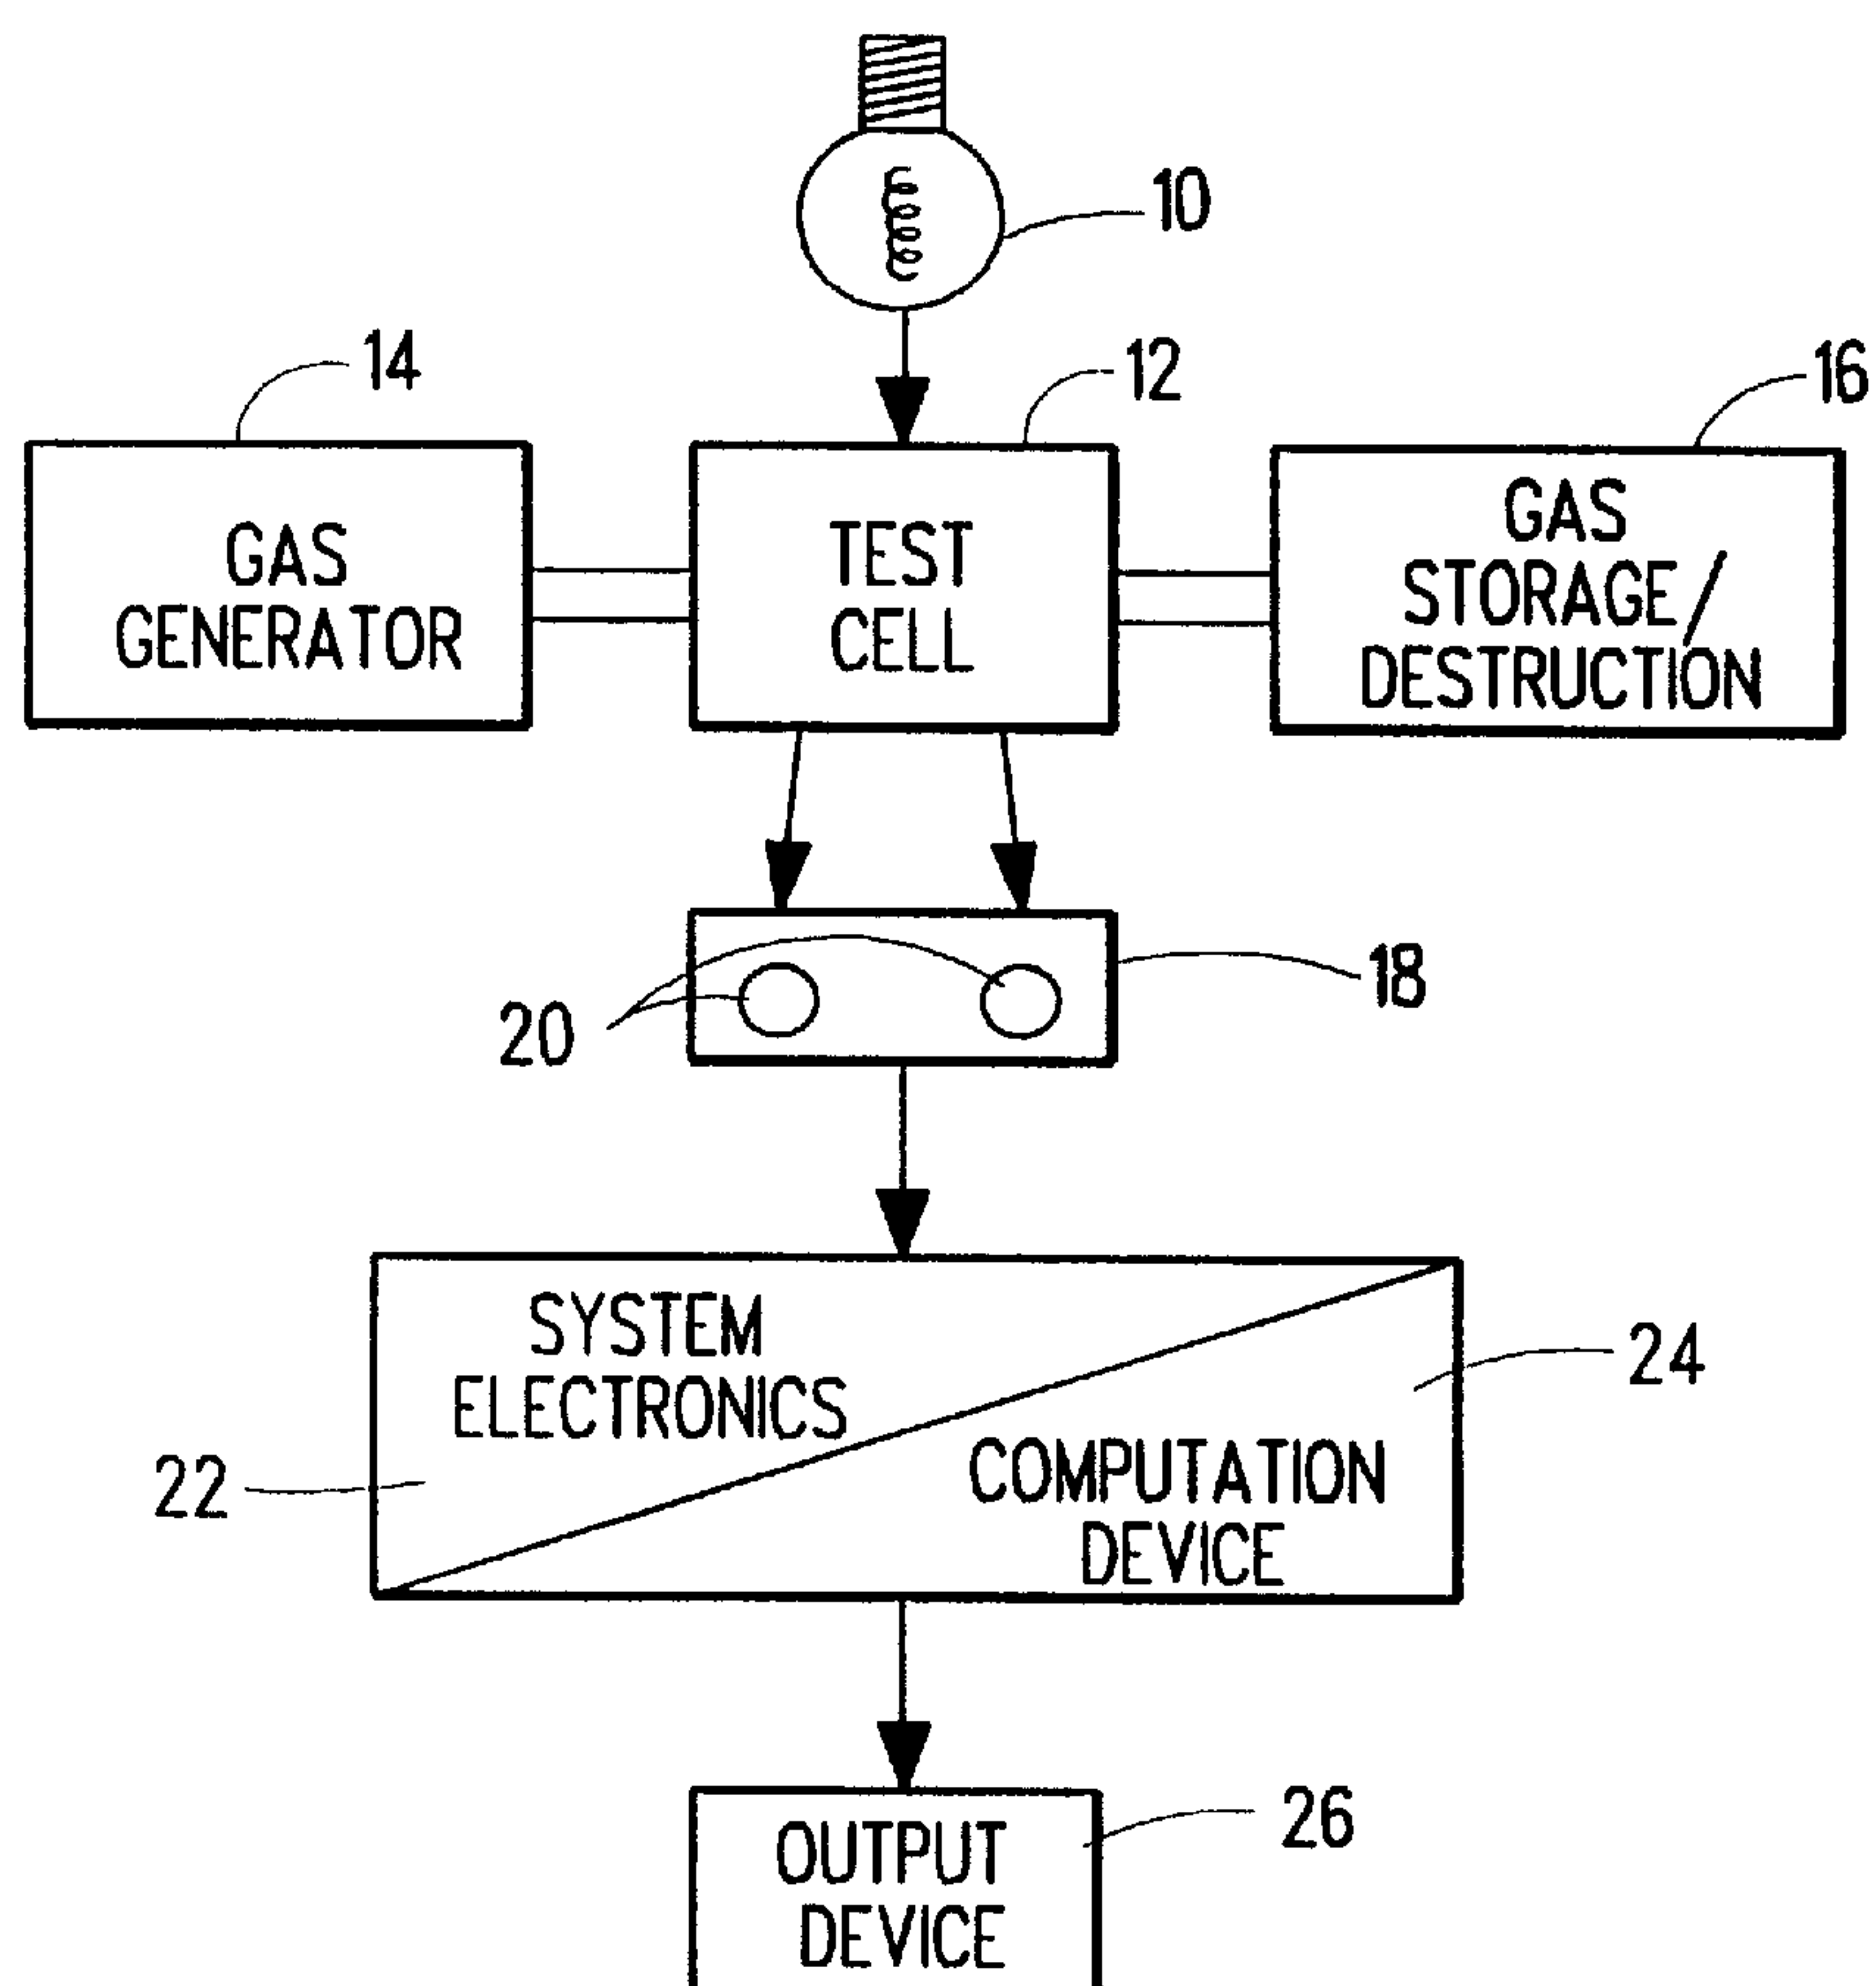 10
14
12
16
GAS
GENERATOR
TEST
CELL
GAS
STORAGE/
DESTRUCTION
18
20
SYSTEM
ELECTRONICS
24
22
COMPUTATION
DEVICE
26
OUTPUT
DEVICE